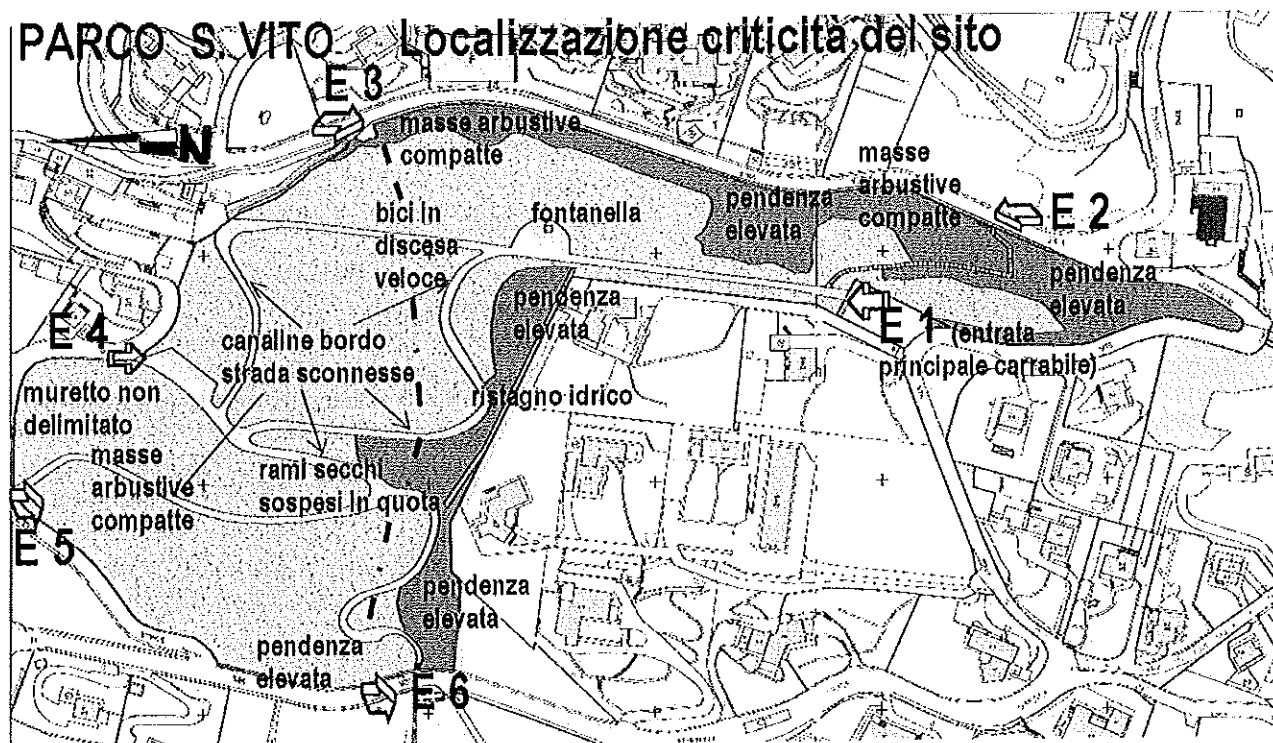 PARCO S. VITO Localizzazione criticità del sito
E 3
N
masse arbustive
compatte
masse
arbustive
compatte
pendenza
elevata
E 2
bici in
discesa
veloce
fontanella
pendenza
elevata
pendenza
elevata
E 4
E 1 (entrata
principale carrabile)
canaline bordo
strada sconnesse
muretto non
delimitato
ristagno idrico
masse
arbustive
compatte
rami secchi
sospesi in quota
E 5
pendenza
elevata
pendenza
elevata
E 6